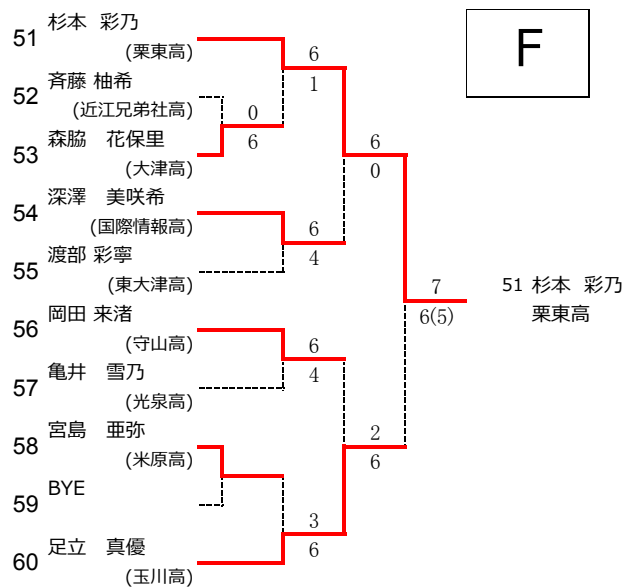 F
51 杉本 彩乃
(栗東高)
52 斉藤 柚希
(近江兄弟社高)
53 森脇 花保里
(大津高)
54 深澤 美咲希
(国際情報高)
55 渡部 彩寧
(東大津高)
56 岡田 来渚
(守山高)
57 亀井 雪乃
(光泉高)
58 宮島 亜弥
(米原高)
59 BYE
60 足立 真優
(玉川高)
0
6
6
1
6
4
6
4
3
6
6
0
2
6
7
6(5)
51 杉本 彩乃
栗東高